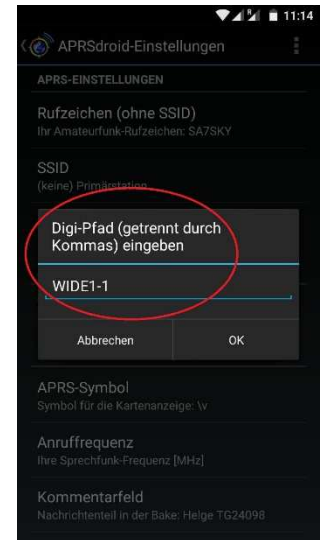 11:14
APRSdroid-Einstellungen
APRS-EINSTELLUNGEN
Rufzeichen (ohne SSID)
Ihr Amateurfunk-Rufzeichen: SA7SKY
SSID
(keine) Primärstation
Digi-Pfad (getrennt durch
Kommas) eingeben
WIDE1-1
Abbrechen
OK
APRS-Symbol
Symbol für die Kartenanzeige: \v
Anruffrequenz
Ihre Sprechfunk-Frequenz [MHz]
Kommentarfeld
Nachrichtenteil in der Bake: Helge TG24098